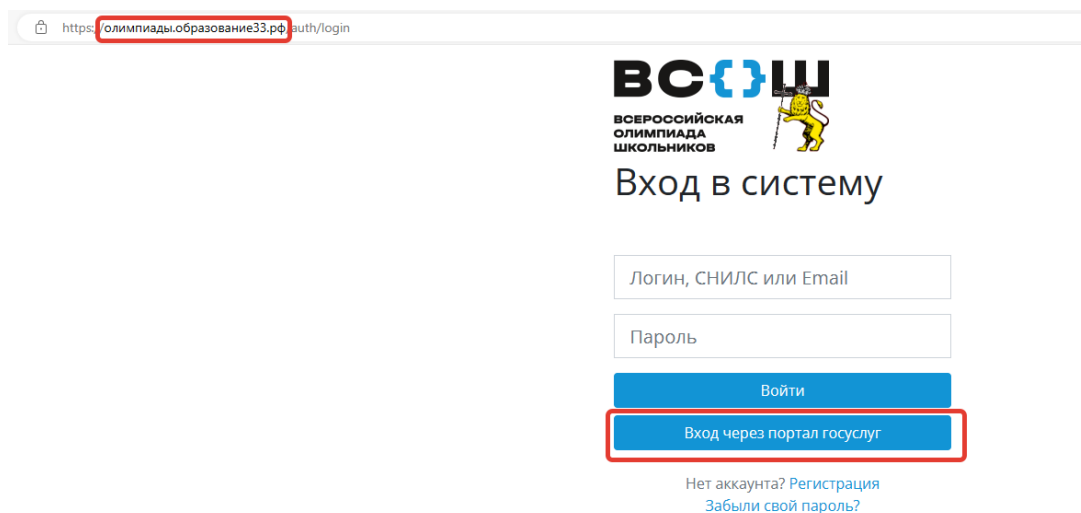 https://олимпиады.образование33.рф/auth/login
ВС{}Ш
ВСЕРОССИЙСКАЯ
ОЛИМПИАДА
ШКОЛЬНИКОВ
Вход в систему
Логин, СНИЛС или Email
Пароль
Войти
Вход через портал госуслуг
Нет аккаунта? Регистрация
Забыли свой пароль?